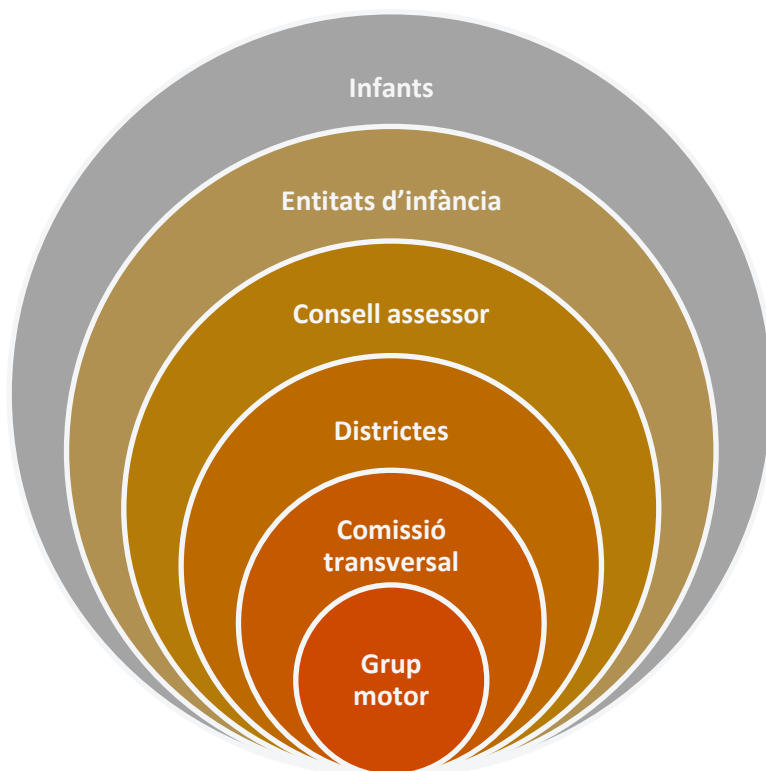 Infants
Entitats d’infància
Consell assessor
Districtes
Comissió
transversal
Grup
motor